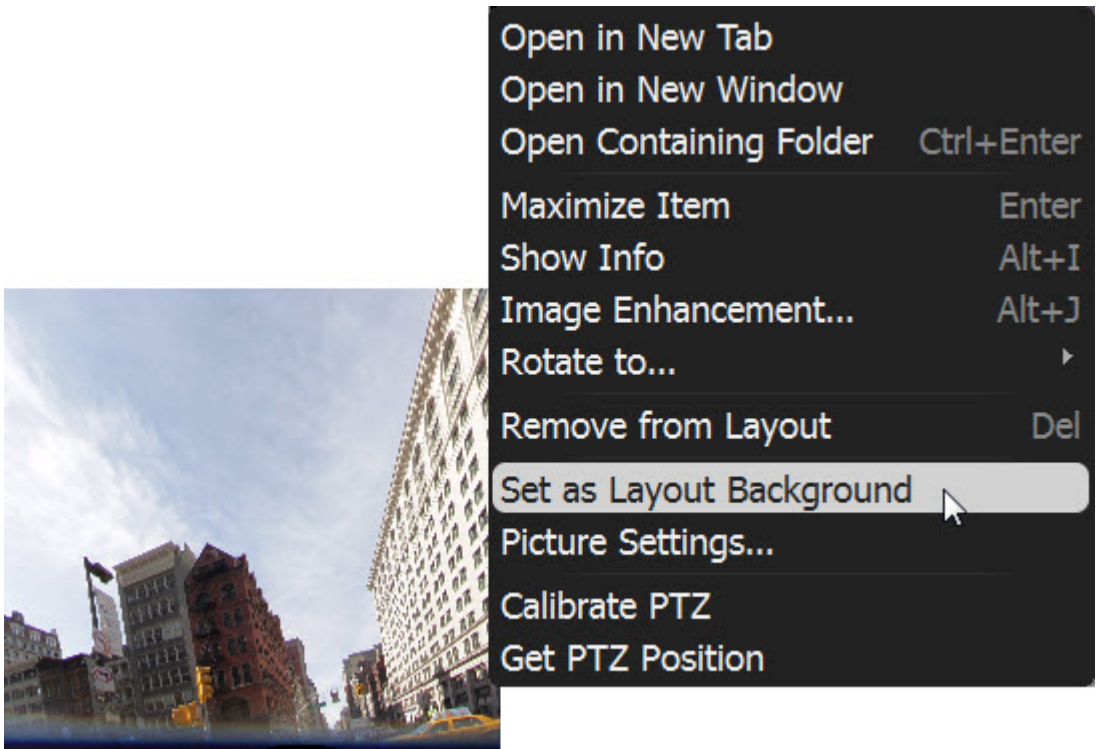 Open in New Tab
Open in New Window
Open Containing Folder Ctrl+Enter
Maximize Item Enter
Show Info Alt+I
Image Enhancement... Alt+J
Rotate to...
Remove from Layout Del
Set as Layout Background
Picture Settings...
Calibrate PTZ
Get PTZ Position